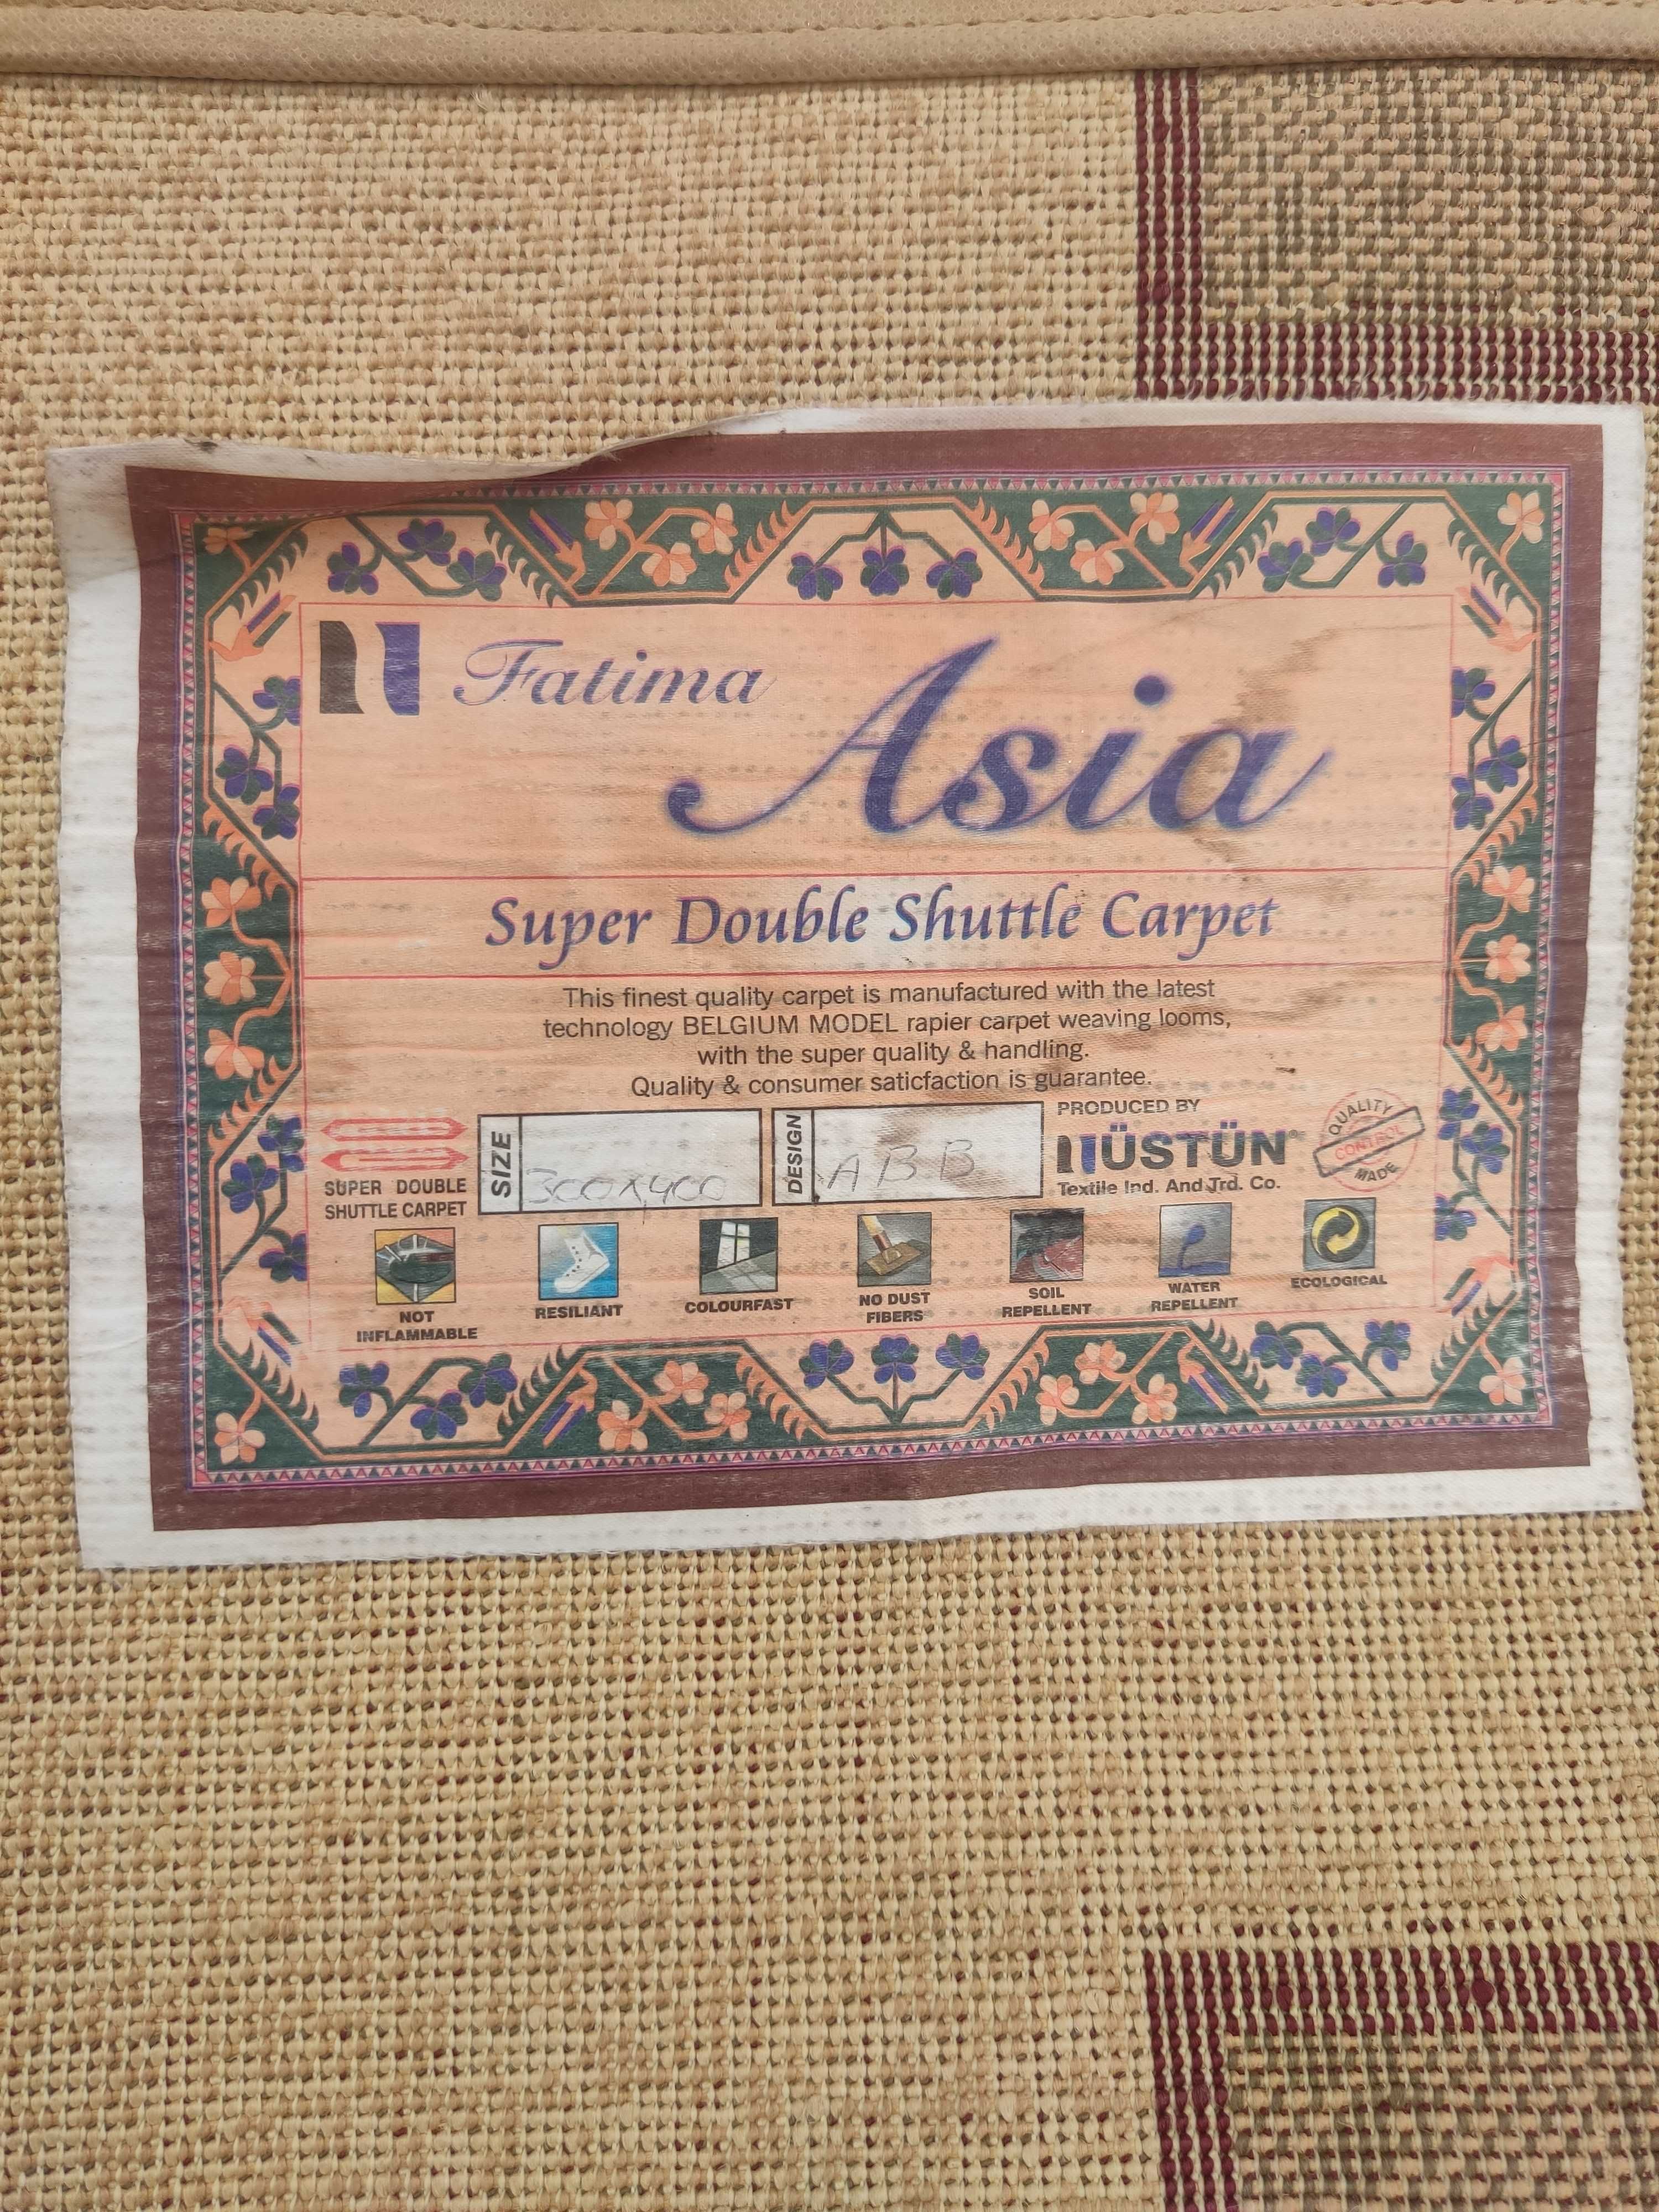 Fatima
Asia
Super Double Shuttle Carpet
This finest quality carpet is manufactured with the latest
technology BELGIUM MODEL rapier carpet weaving looms,
with the super quality & handling.
Quality & consumer saticfaction is guarantee.
SUPER DOUBLE
SHUTTLE CARPET
SIZE
300x400
DESIGN
ABB
PRODUCED BY
ÜSTÜN®
Textile Ind. And Trd. Co.
QUALITY
CONTROL
MADE
NOT
INFLAMMABLE
RESILIANT
COLOURFAST
NO DUST
FIBERS
SOIL
REPELLENT
WATER
REPELLENT
ECOLOGICAL